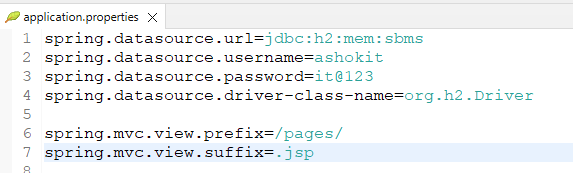 application.properties
1 spring.datasource.url=jdbc:h2:mem:sbms
2 spring.datasource.username=ashokit
3 spring.datasource.password=it@123
4 spring.datasource.driver-class-name=org.h2.Driver
5
6 spring.mvc.view.prefix=/pages/
7 spring.mvc.view.suffix=.jsp
8